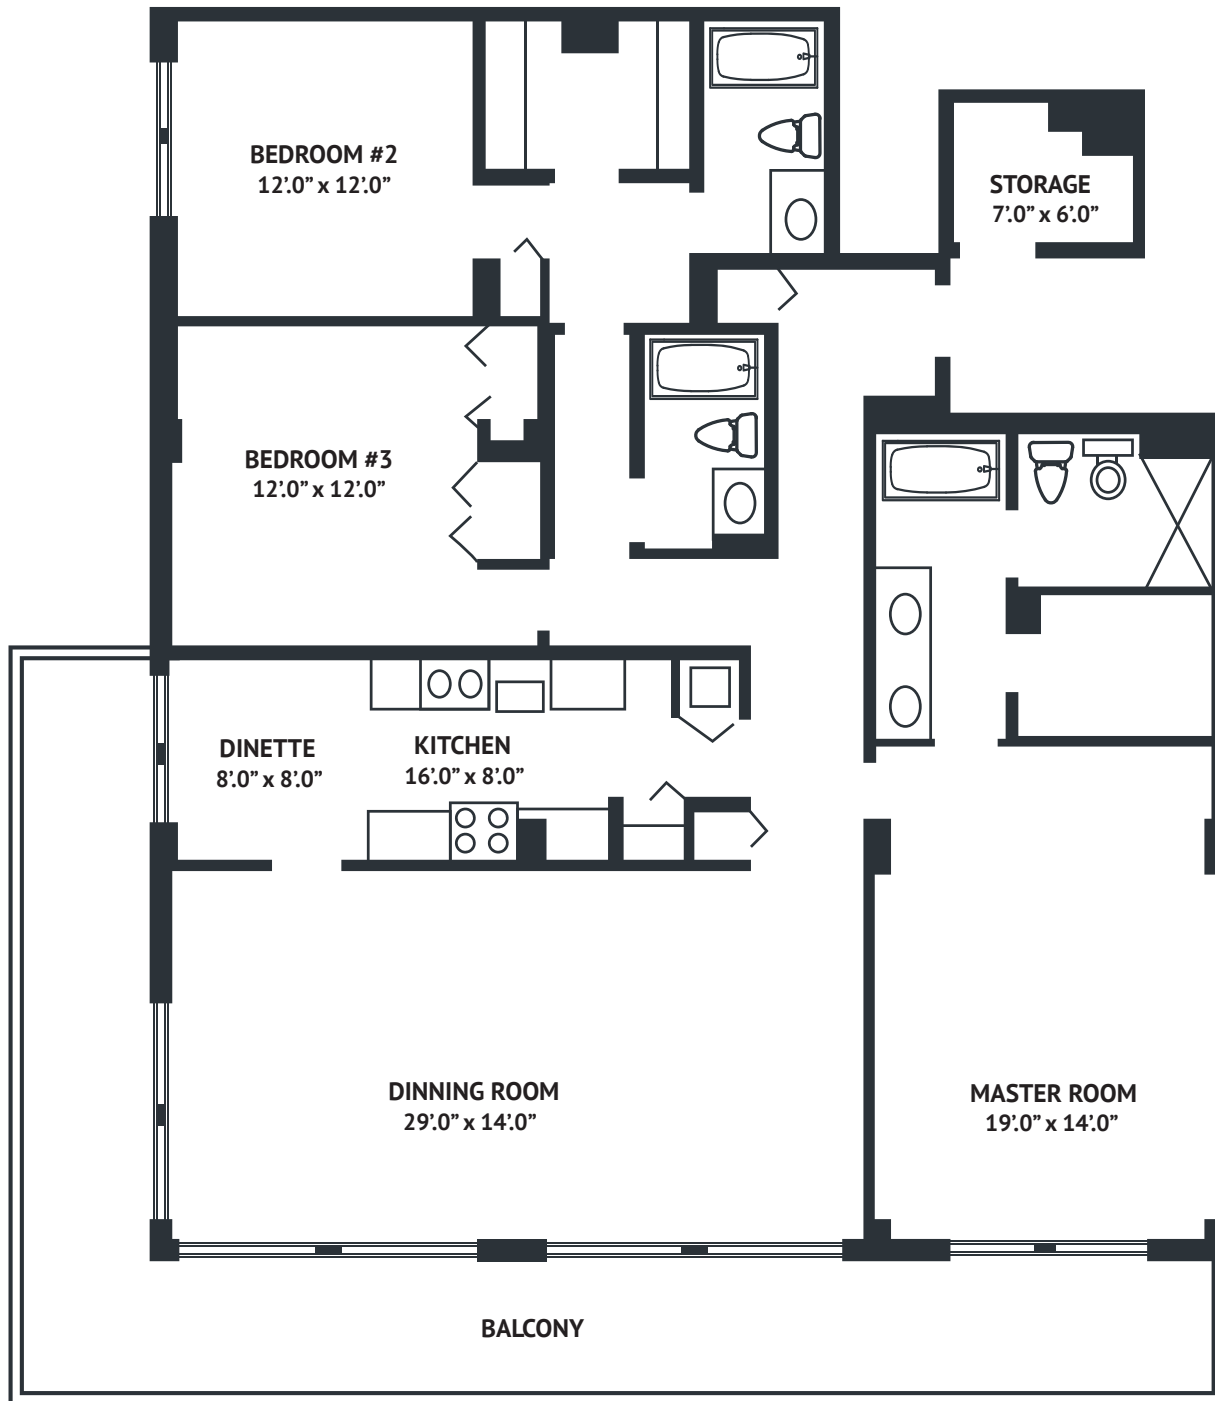 BEDROOM #2
12'.0" x 12'.0"
STORAGE
7'.0" x 6'.0"
BEDROOM #3
12'.0" x 12'.0"
DINETTE
8'.0" x 8'.0"
KITCHEN
16'.0" x 8'.0"
DINNING ROOM
29'.0" x 14'.0"
MASTER ROOM
19'.0" x 14'.0"
BALCONY